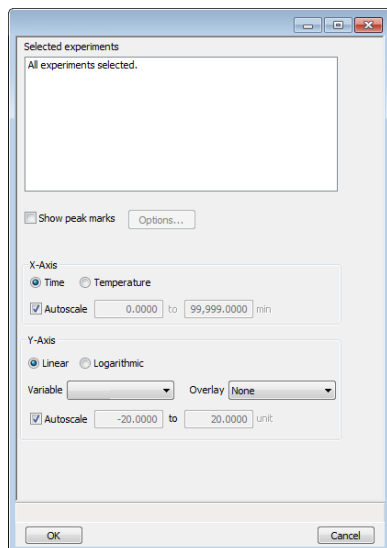 Selected experiments
All experiments selected.
Show peak marks Options...
X-Axis
Time Temperature
Autoscale 0.0000 to 99,999.0000 min
Y-Axis
Linear Logarithmic
Variable Overlay None
Autoscale -20.0000 to 20.0000 unit
OK Cancel